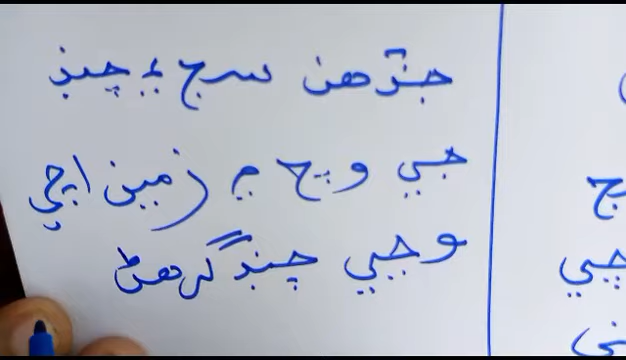 جڏهن سج ۽ چنڊ
جي وچ ۾ زمين اچي
وڃي چنڊ گرهڻ